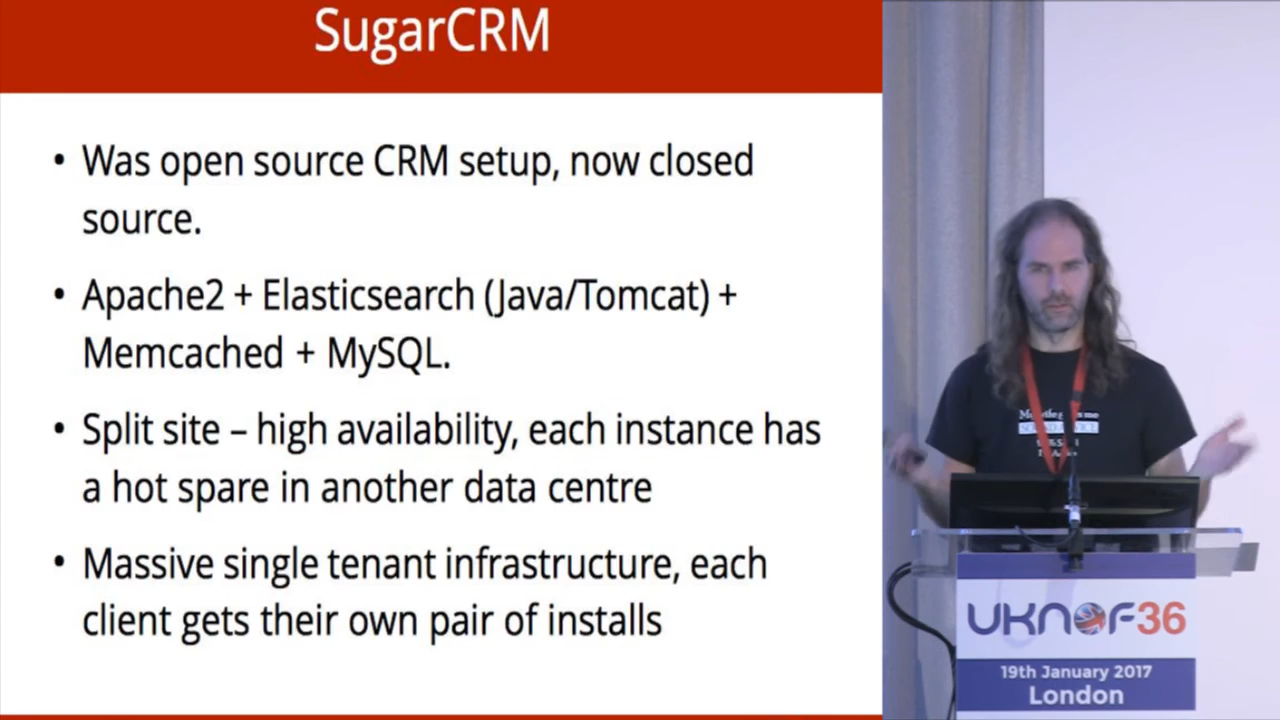 SugarCRM
• Was open source CRM setup, now closed
source.
• Apache2 + Elasticsearch (Java/Tomcat) +
Memcached + MySQL.
• Split site – high availability, each instance has
a hot spare in another data centre
• Massive single tenant infrastructure, each
client gets their own pair of installs
UKNOF36
19th January 2017
London